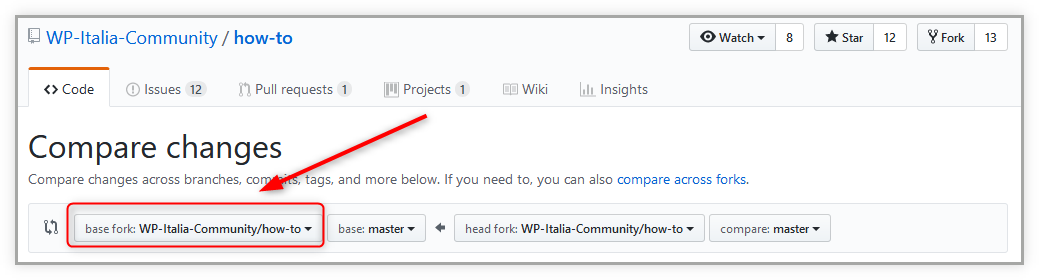 WP-Italia-Community / how-to
Watch 8 Star 12 Fork 13
Code Issues 12 Pull requests 1 Projects 1 Wiki Insights
Compare changes
Compare changes across branches, commits, tags, and more below. If you need to, you can also compare across forks.
base fork: WP-Italia-Community/how-to base: master head fork: WP-Italia-Community/how-to compare: master